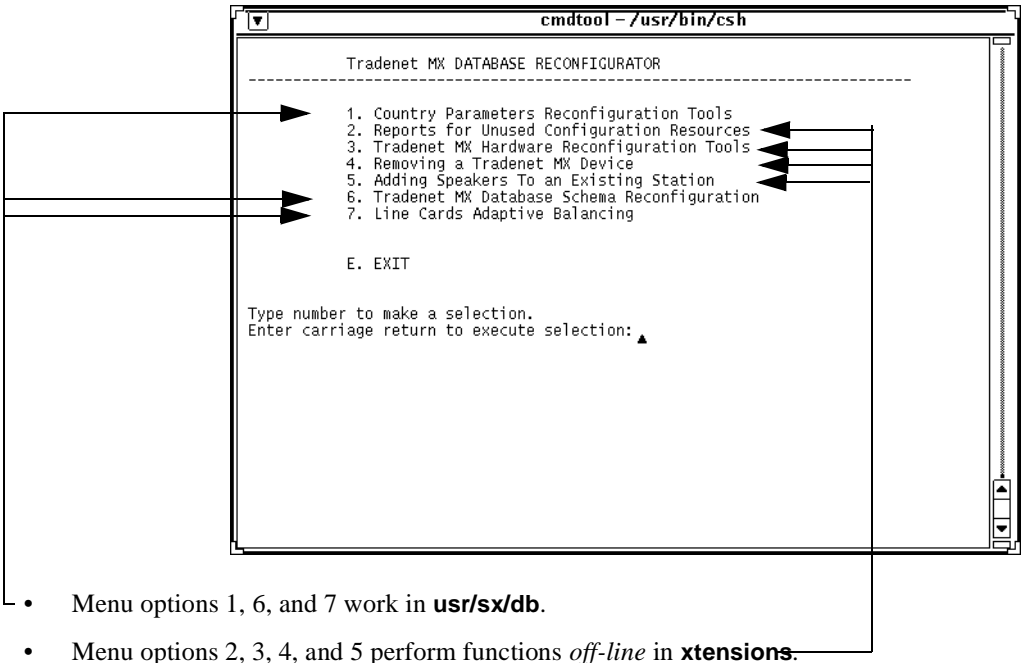 cmdtool – /usr/bin/csh
Tradenet MX DATABASE RECONFIGURATOR
--------------------------------------------------------------------------
1. Country Parameters Reconfiguration Tools
2. Reports for Unused Configuration Resources
3. Tradenet MX Hardware Reconfiguration Tools
4. Removing a Tradenet MX Device
5. Adding Speakers To an Existing Station
6. Tradenet MX Database Schema Reconfiguration
7. Line Cards Adaptive Balancing
E. EXIT
Type number to make a selection.
Enter carriage return to execute selection:
• Menu options 1, 6, and 7 work in usr/sx/db.
• Menu options 2, 3, 4, and 5 perform functions off-line in xtensions.